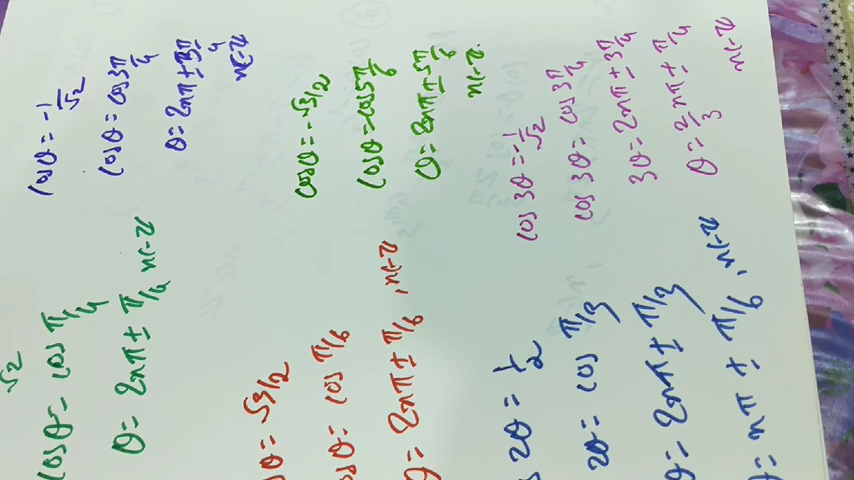 √2
cosθ = cos π/4
θ = 2nπ ± π/4 n∈Z
cosθ = -1/√2
cosθ = cos 3π/4
θ = 2nπ ± 3π/4
n∈Z
θ = √3/2
cosθ = cos π/6
θ = 2nπ ± π/6, n∈Z
cosθ = -√3/2
cosθ = cos 5π/6
θ = 2nπ ± 5π/6
n∈Z
2θ = 1/2
2θ = cos π/3
θ = 2nπ ± π/3
= nπ ± π/6, n∈Z
cos 3θ = -1/√2
cos 3θ = cos 3π/4
3θ = 2nπ ± 3π/4
θ = 2/3 nπ ± π/4
n∈Z